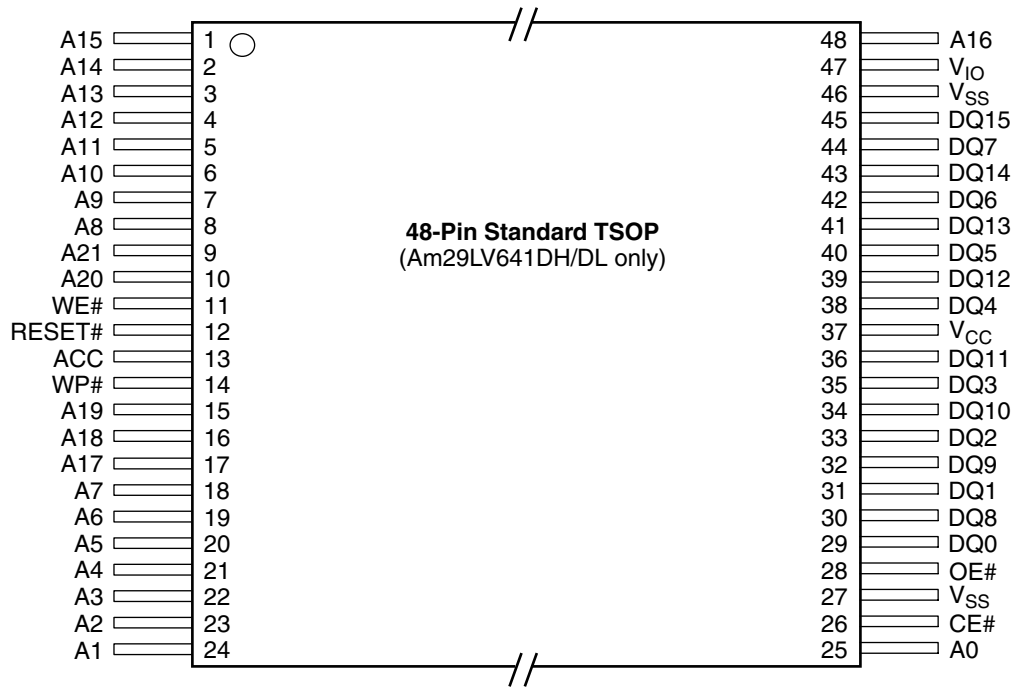 A15 1 48 A16
A14 2 47 VIO
A13 3 46 VSS
A12 4 45 DQ15
A11 5 44 DQ7
A10 6 43 DQ14
A9 7 42 DQ6
A8 8 41 DQ13
A21 9 40 DQ5
A20 10 39 DQ12
WE# 11 38 DQ4
RESET# 12 37 VCC
ACC 13 36 DQ11
WP# 14 35 DQ3
A19 15 34 DQ10
A18 16 33 DQ2
A17 17 32 DQ9
A7 18 31 DQ1
A6 19 30 DQ8
A5 20 29 DQ0
A4 21 28 OE#
A3 22 27 VSS
A2 23 26 CE#
A1 24 25 A0
48-Pin Standard TSOP
(Am29LV641DH/DL only)